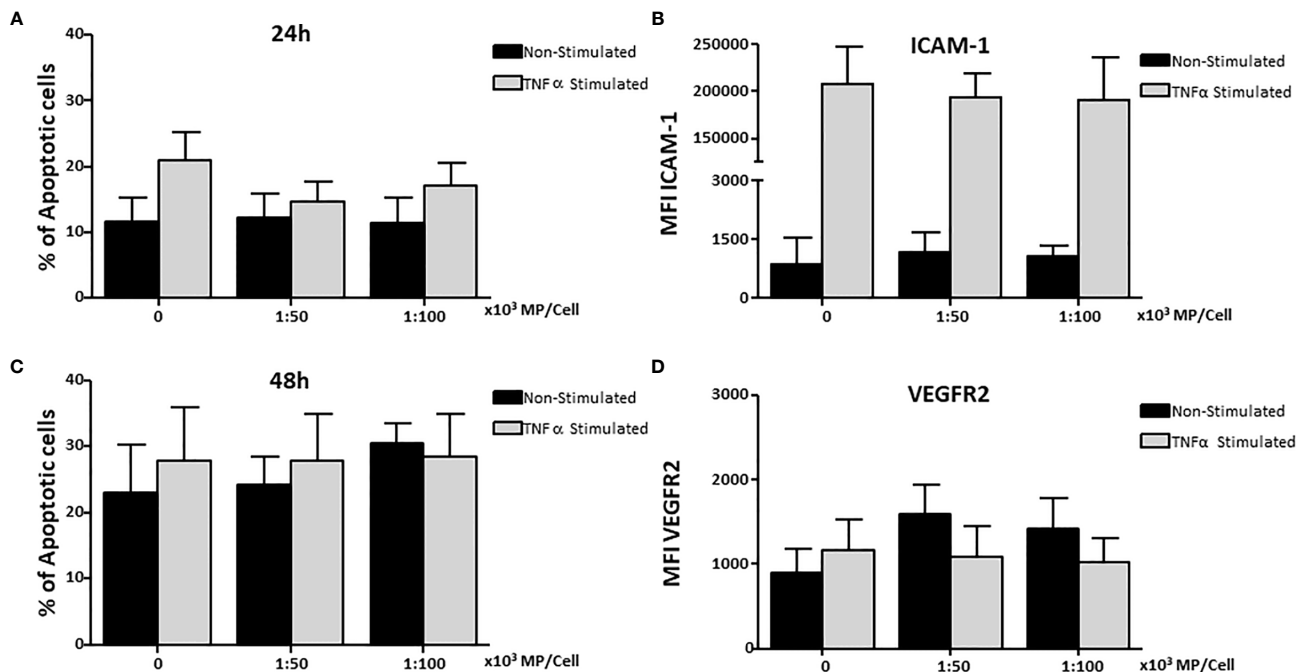 A
24h
40
30
20
10
0
% of Apoptotic cells
Non-Stimulated
TNF α Stimulated
0 1:50 1:100 x10³ MP/Cell
B
ICAM-1
250000
200000
150000
3000
1500
0
MFI ICAM-1
Non-Stimulated
TNFα Stimulated
0 1:50 1:100 x10³ MP/Cell
C
48h
40
30
20
10
0
% of Apoptotic cells
Non-Stimulated
TNF α Stimulated
0 1:50 1:100 x10³ MP/Cell
D
VEGFR2
3000
2000
1000
0
MFI VEGFR2
Non-Stimulated
TNFα Stimulated
0 1:50 1:100 x10³ MP/Cell